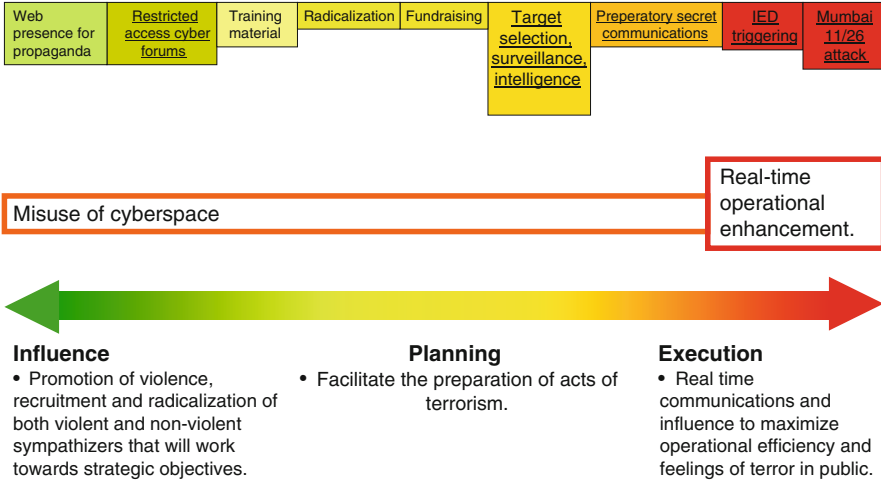 Web
presence for
propaganda
Restricted
access cyber
forums
Training
material
Radicalization
Fundraising
Target
selection,
surveillance,
intelligence
Preperatory secret
communications
IED
triggering
Mumbai
11/26
attack
Misuse of cyberspace
Real-time
operational
enhancement.
Influence
• Promotion of violence,
recruitment and radicalization of
both violent and non-violent
sympathizers that will work
towards strategic objectives.
Planning
• Facilitate the preparation of acts of
terrorism.
Execution
• Real time
communications and
influence to maximize
operational efficiency and
feelings of terror in public.